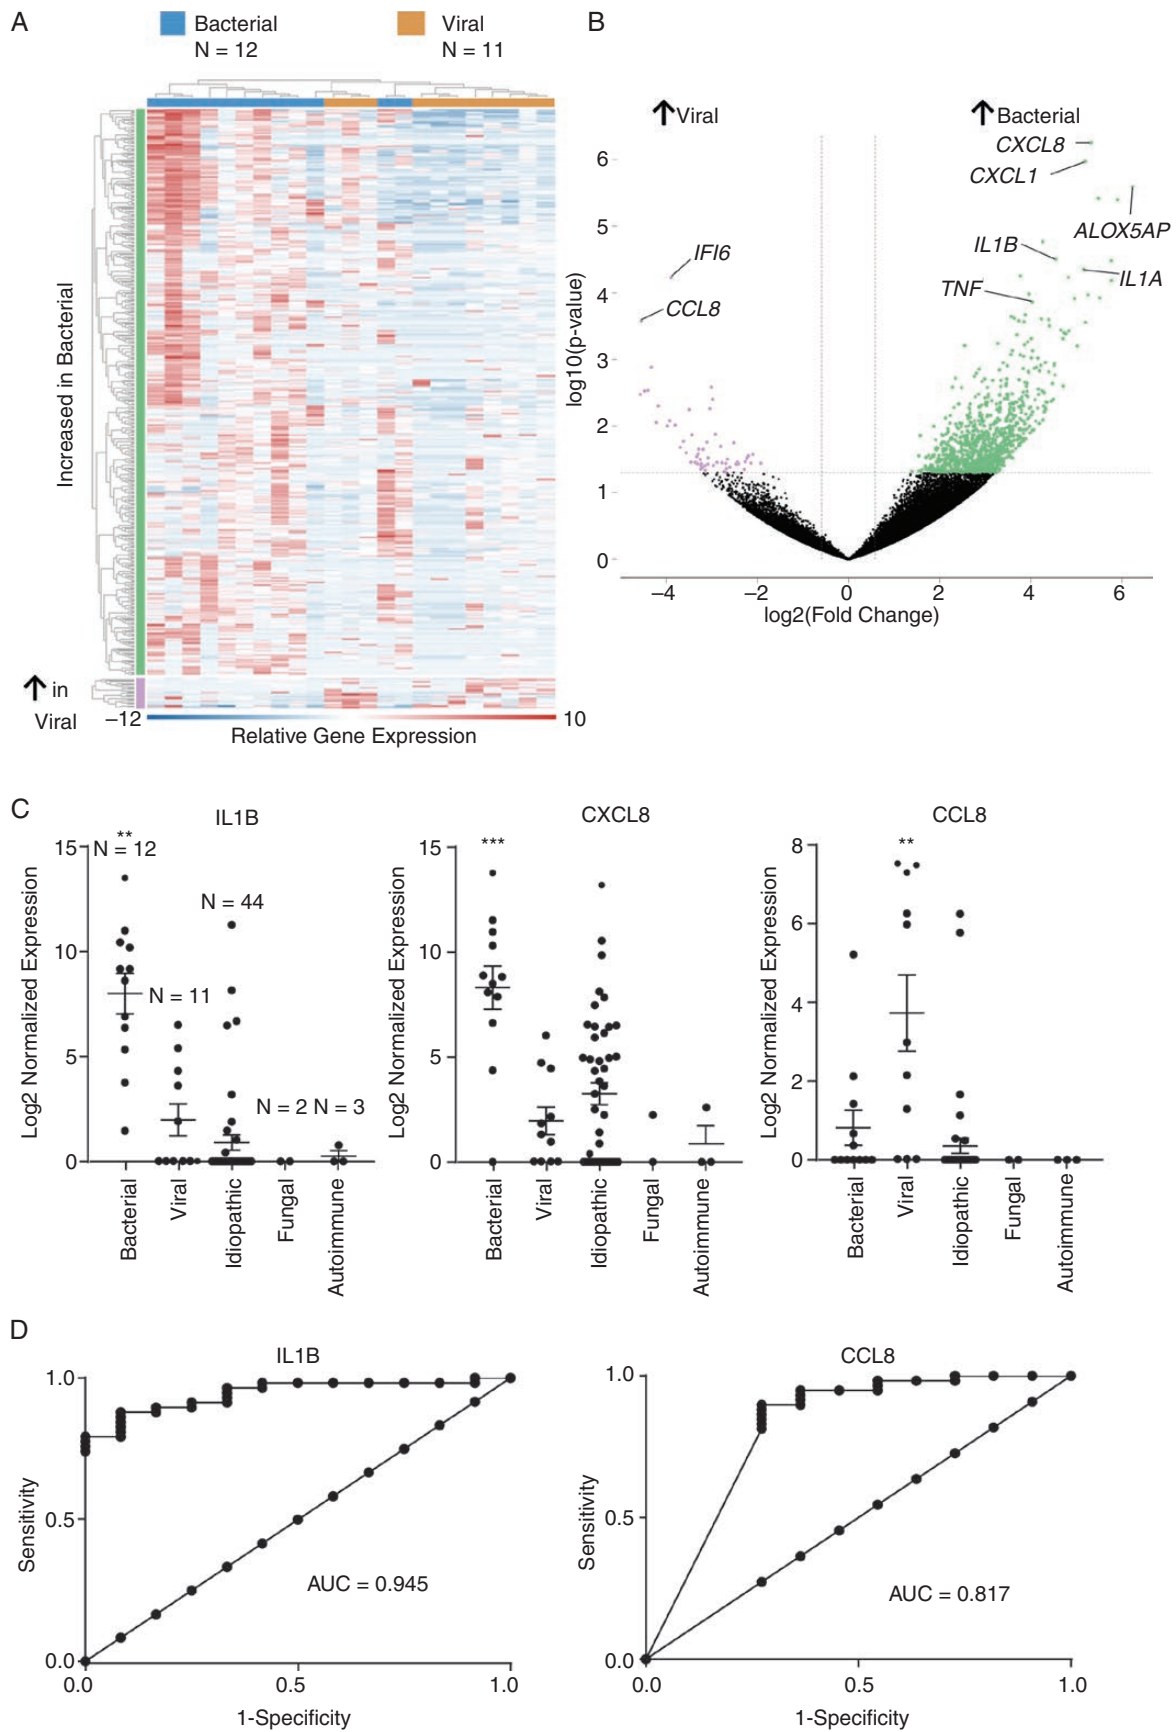 A
Bacterial
N = 12
Viral
N = 11
Increased in Bacterial
↑ in
Viral
−12
10
Relative Gene Expression
B
↑Viral
↑Bacterial
CXCL8
CXCL1
ALOX5AP
IL1B
IL1A
TNF
IFI6
CCL8
log10(p-value)
6
5
4
3
2
1
0
−4
−2
0
2
4
6
log2(Fold Change)
C
IL1B
**
N = 12
N = 44
N = 11
N = 2 N = 3
Log2 Normalized Expression
15
10
5
0
Bacterial
Viral
Idiopathic
Fungal
Autoimmune
CXCL8
***
Log2 Normalized Expression
15
10
5
0
Bacterial
Viral
Idiopathic
Fungal
Autoimmune
CCL8
**
Log2 Normalized Expression
8
6
4
2
0
Bacterial
Viral
Idiopathic
Fungal
Autoimmune
D
IL1B
Sensitivity
1.0
0.5
0.0
AUC = 0.945
0.0
0.5
1.0
1-Specificity
CCL8
Sensitivity
1.0
0.5
0.0
AUC = 0.817
0.0
0.5
1.0
1-Specificity